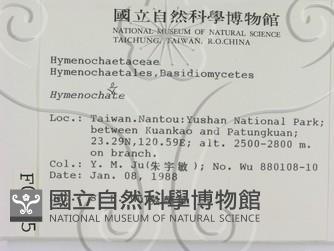 國立自然科學博物館
NATIONAL MUSEUM OF NATURAL SCIENCE
TAICHUNG, TAIWAN, R.O.CHINA
Hymenochaetaceae
Hymenochaetales, Basidiomycetes
Hymenochate
Loc.: Taiwan.Nantou:Yushan National Park;
between Kuankao and Patungkuan;
23.29N,120.59E; alt. 2500-2800 m.
on branch.
Col.: Y. M. Ju(朱宇敏); No. Wu 880108-10
Date: Jan. 08, 1988
國立自然科學博物館
NATIONAL MUSEUM OF NATURAL SCIENCE